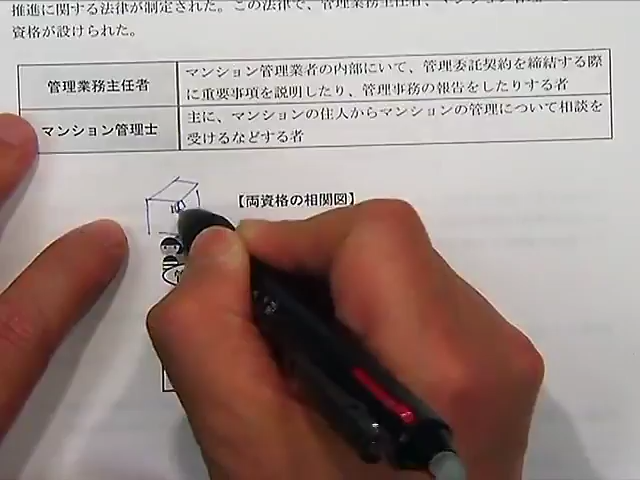 推進に関する法律が制定された。この法律で、管理業務主任者、マンション管理
資格が設けられた。
管理業務主任者
マンション管理業者の内部にいて、管理委託契約を締結する際
に重要事項を説明したり、管理事務の報告をしたりする者
マンション管理士
主に、マンションの住人からマンションの管理について相談を
受けるなどする者
【両資格の相関図】